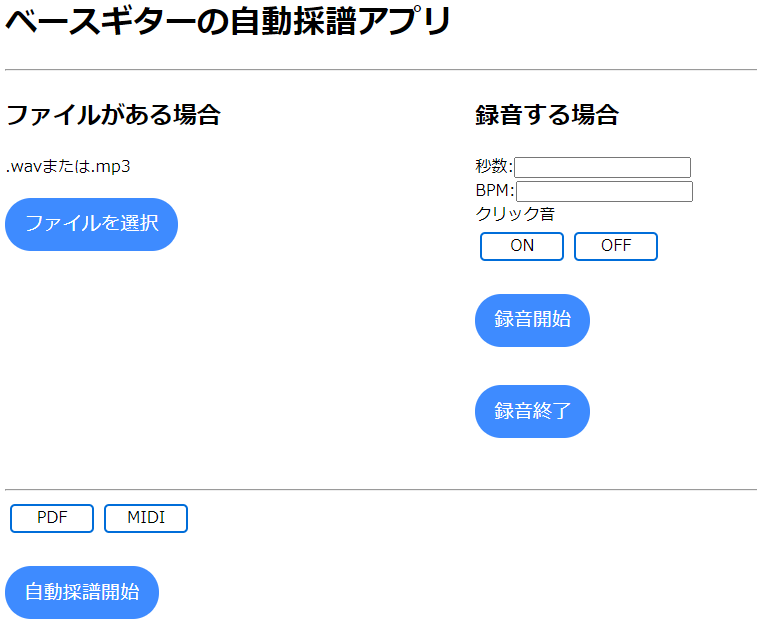 ベースギターの自動採譜アプリ
ファイルがある場合
.wavまたは.mp3
ファイルを選択
録音する場合
秒数:
BPM:
クリック音
ON OFF
録音開始
録音終了
PDF MIDI
自動採譜開始